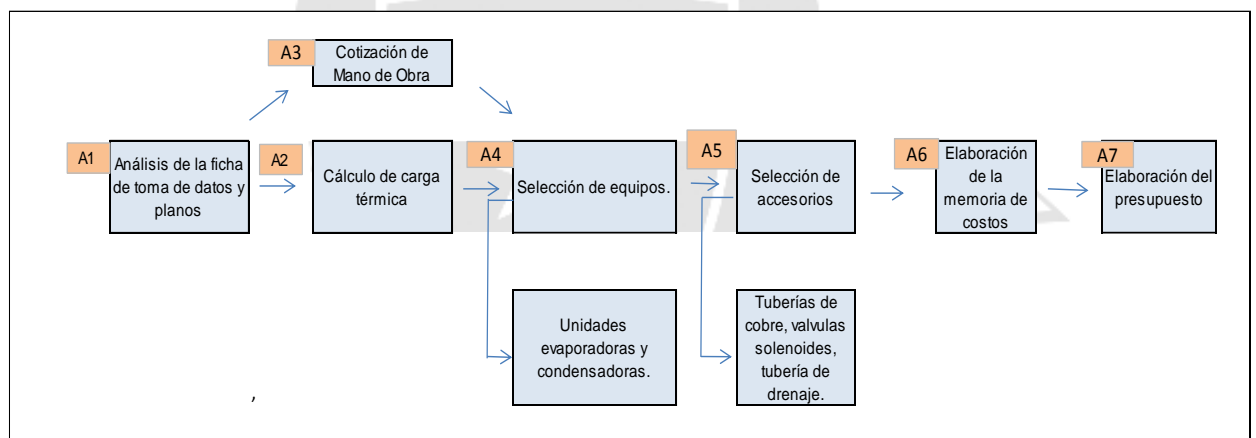 A3
Cotización de
Mano de Obra
A1
Análisis de la ficha
de toma de datos y
planos
A2
Cálculo de carga
térmica
A4
Selección de equipos.
A5
Selección de
accesorios
A6
Elaboración
de la
memoria de
costos
A7
Elaboración del
presupuesto
Unidades
evaporadoras y
condensadoras.
Tuberías de
cobre, valvulas
solenoides,
tubería de
drenaje.
,